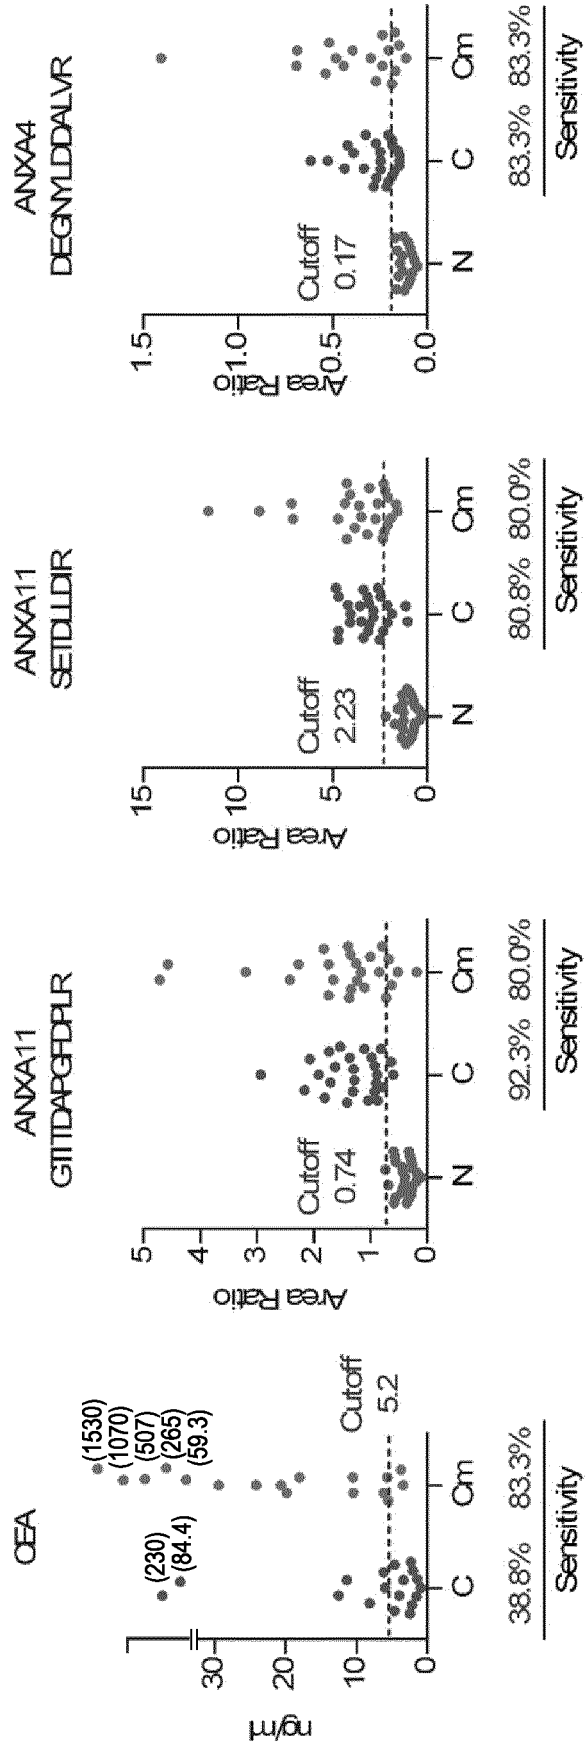 CEA
ng/ml
30
20
10
0
(230)
(84.4)
(1530)
(1070)
(507)
(265)
(59.3)
Cutoff
5.2
C
Cm
38.8% 83.3%
Sensitivity
ANXA11
GTITDAPGFDPLR
Area Ratio
5
4
3
2
1
0
Cutoff
0.74
N
C
Cm
92.3% 80.0%
Sensitivity
ANXA11
SETDLLDIR
Area Ratio
15
10
5
0
Cutoff
2.23
N
C
Cm
80.8% 80.0%
Sensitivity
ANXA4
DEGNYLDDALVR
Area Ratio
1.5
1.0
0.5
0.0
Cutoff
0.17
N
C
Cm
83.3% 83.3%
Sensitivity